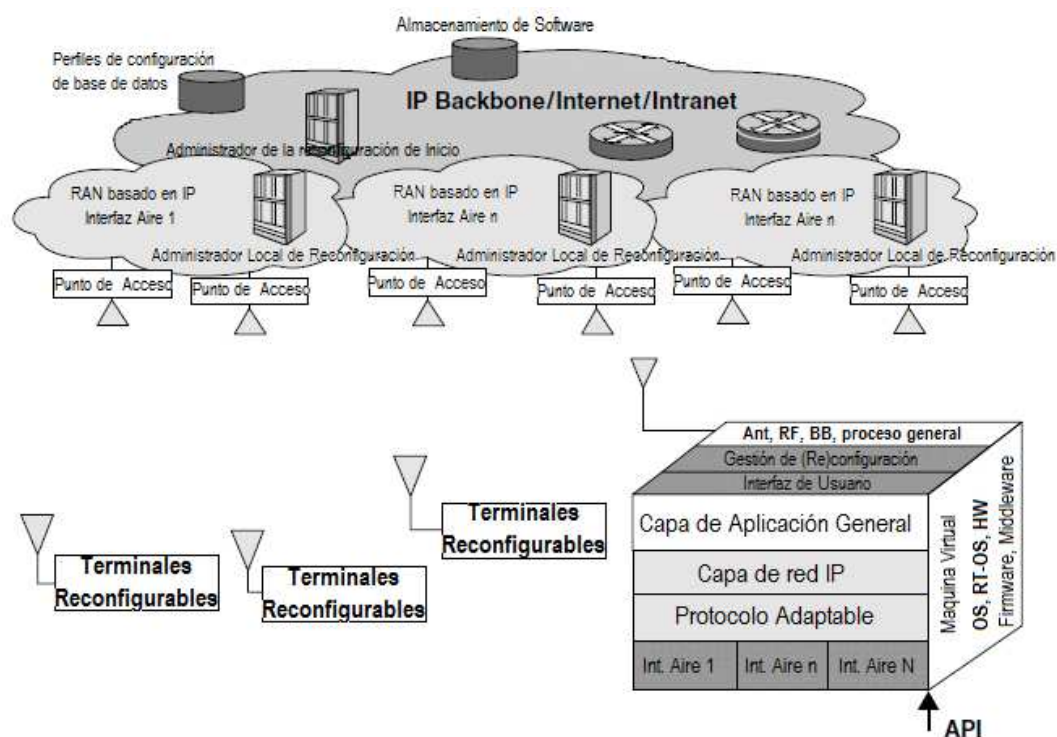 Almacenamiento de Software
Perfiles de configuración
de base de datos
IP Backbone/Internet/Intranet
Administrador de la reconfiguración de Inicio
RAN basado en IP
Interfaz Aire 1
RAN basado en IP
Interfaz Aire n
RAN basado en IP
Interfaz Aire n
Administrador Local de Reconfiguración
Administrador Local de Reconfiguración
Administrador Local de Reconfiguración
Punto de Acceso
Punto de Acceso
Punto de Acceso
Punto de Acceso
Punto de Acceso
Punto de Acceso
Ant, RF, BB, proceso general
Gestión de (Re)configuración
Interfaz de Usuario
Capa de Aplicación General
Capa de red IP
Protocolo Adaptable
Int. Aire 1
Int. Aire n
Int. Aire N
Maquina Virtual
OS, RT-OS, HW
Firmware, Middleware
API
Terminales
Reconfigurables
Terminales
Reconfigurables
Terminales
Reconfigurables